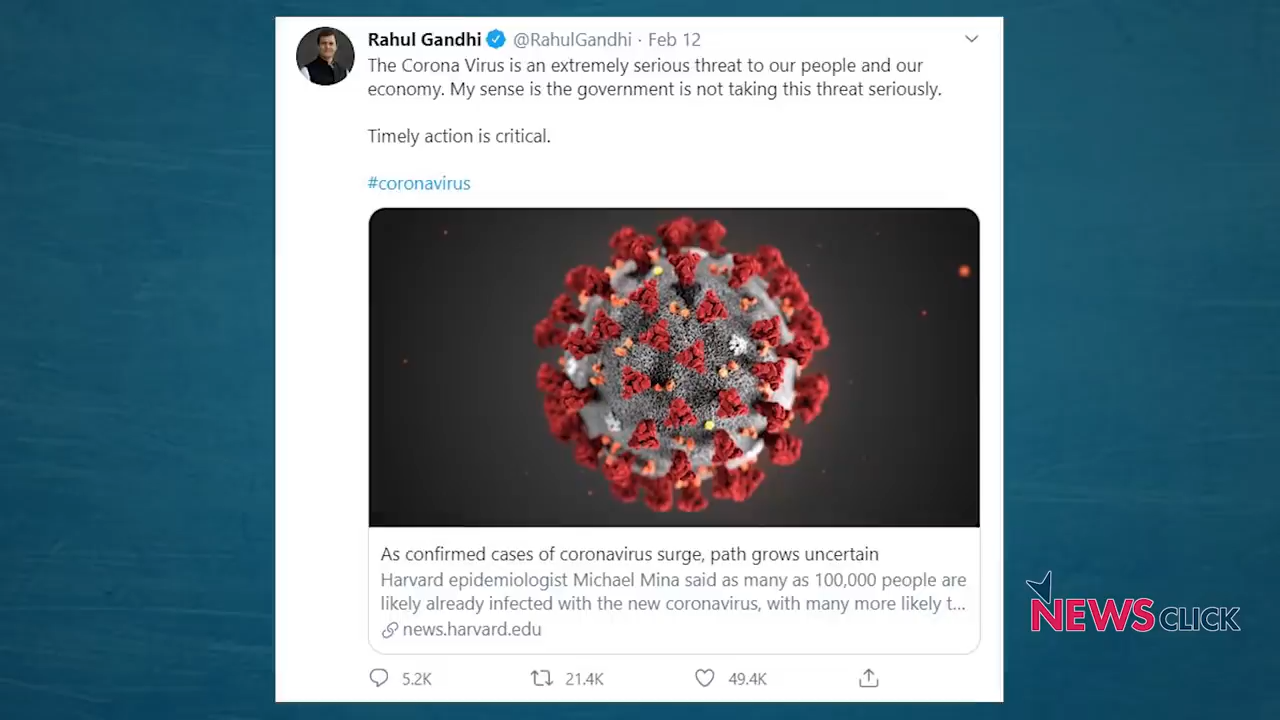 Rahul Gandhi @RahulGandhi · Feb 12
The Corona Virus is an extremely serious threat to our people and our
economy. My sense is the government is not taking this threat seriously.
Timely action is critical.
#coronavirus
As confirmed cases of coronavirus surge, path grows uncertain
Harvard epidemiologist Michael Mina said as many as 100,000 people are
likely already infected with the new coronavirus, with many more likely t...
news.harvard.edu
5.2K 21.4K 49.4K
NEWSCLICK